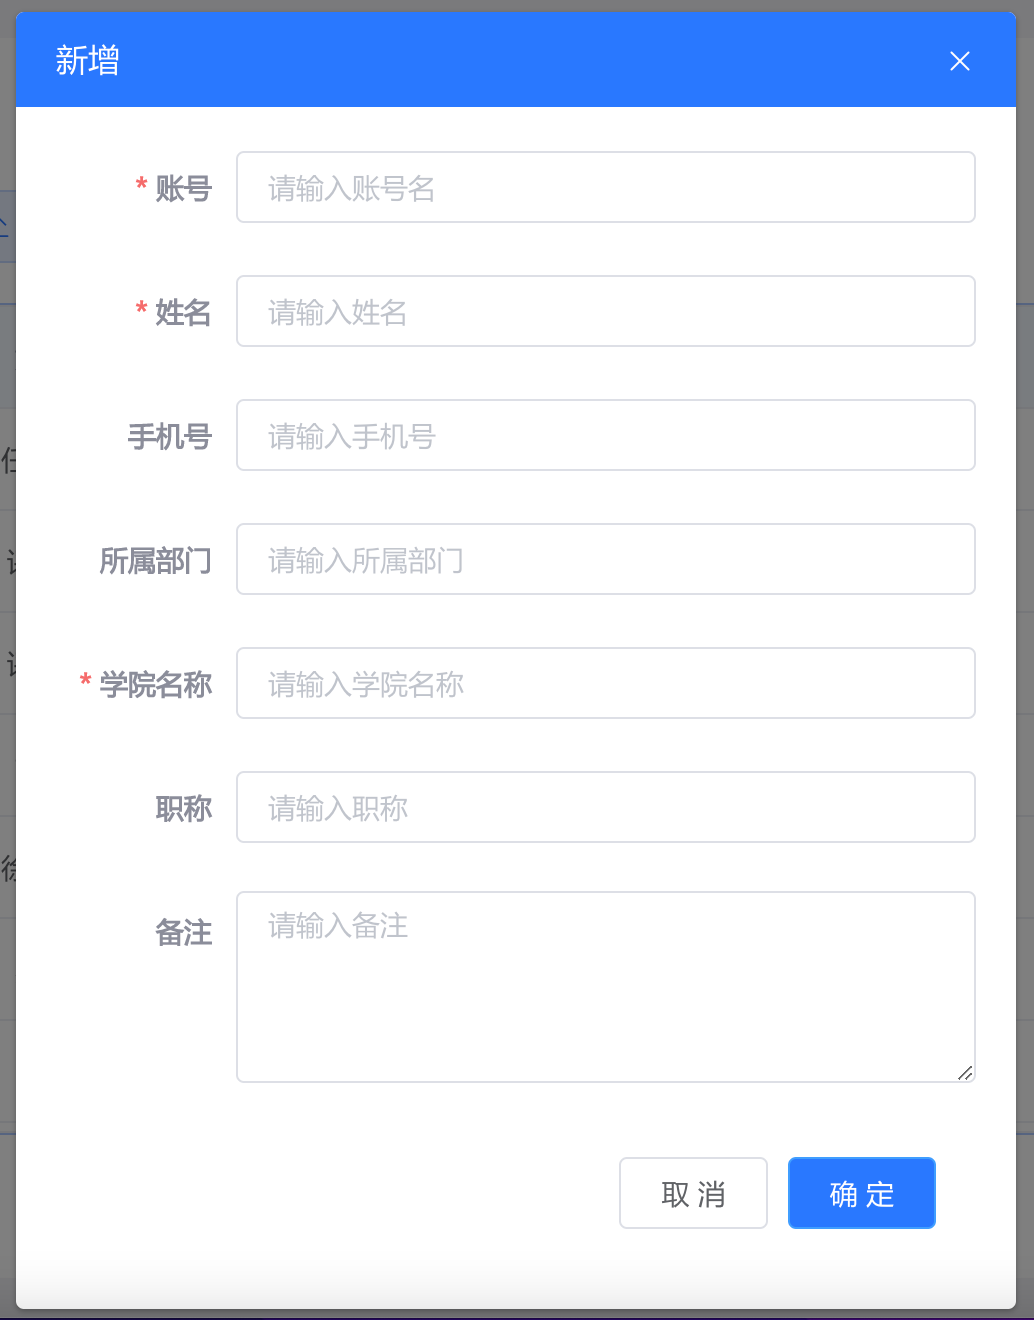 新增
* 账号 请输入账号名
* 姓名 请输入姓名
手机号 请输入手机号
所属部门 请输入所属部门
* 学院名称 请输入学院名称
职称 请输入职称
备注 请输入备注
取 消 确 定